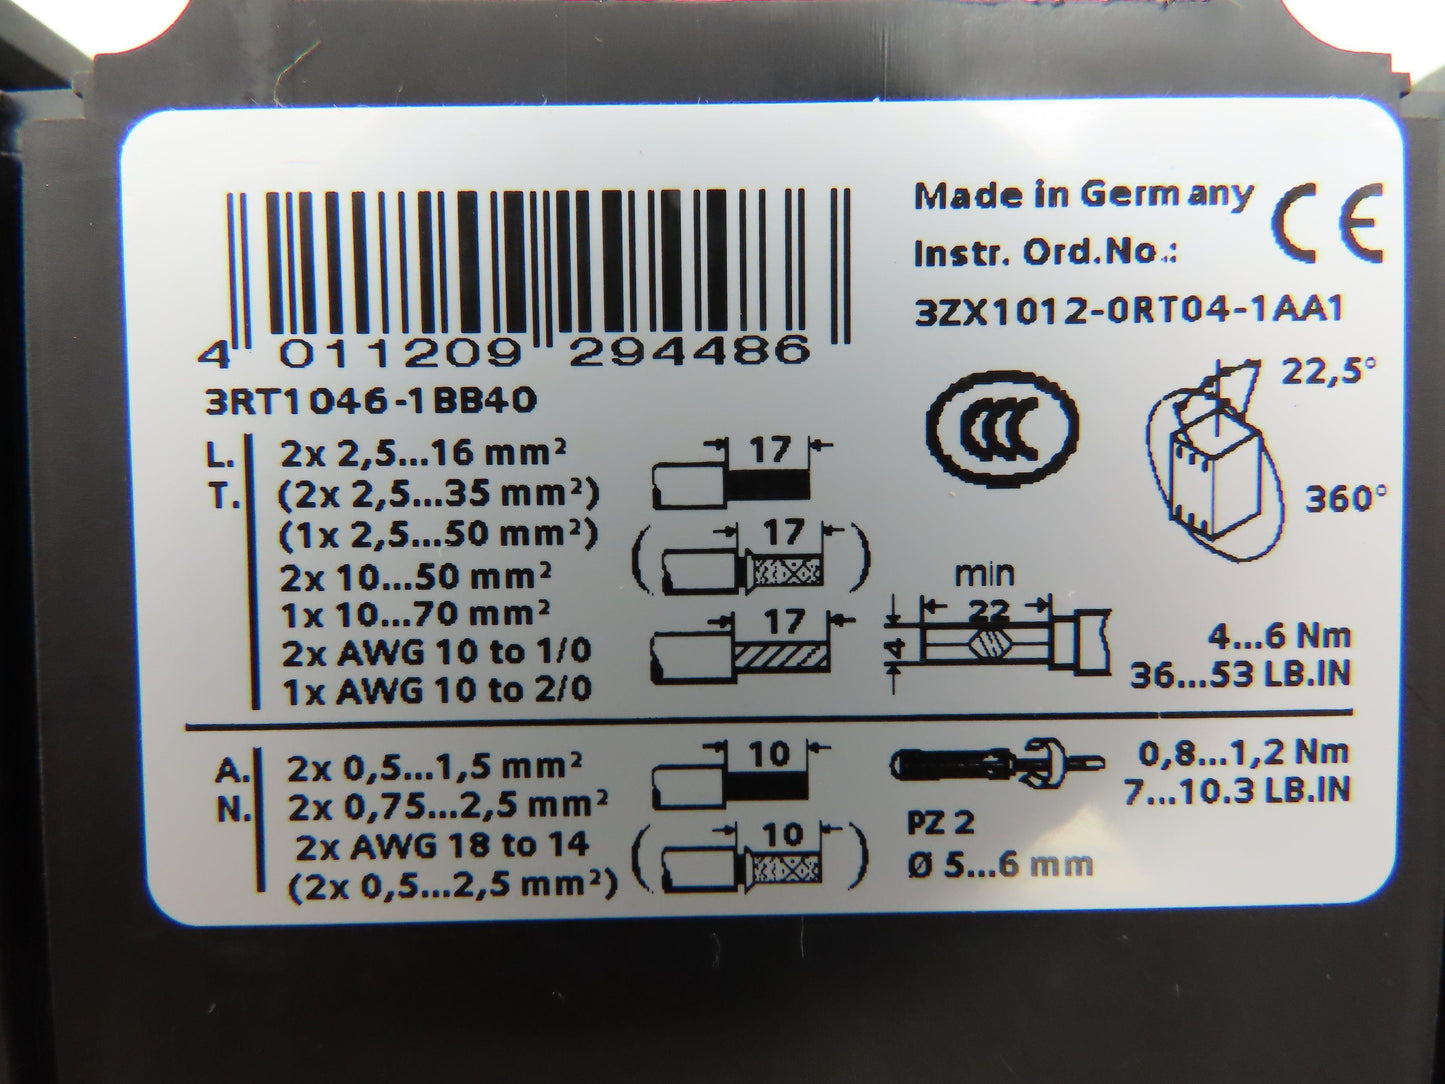 4 011209 294486
3RT1046-1BB40
Made in Germany
CE
Instr. Ord.No.:
3ZX1012-0RT04-1AA1
CCC
22,5°
360°
L.
T.
2x 2,5...16 mm²
(2x 2,5...35 mm²)
(1x 2,5...50 mm²)
2x 10...50 mm²
1x 10...70 mm²
2x AWG 10 to 1/0
1x AWG 10 to 2/0
17
17
17
min
22
4
4...6 Nm
36...53 LB.IN
A.
N.
2x 0,5...1,5 mm²
2x 0,75...2,5 mm²
2x AWG 18 to 14
(2x 0,5...2,5 mm²)
10
10
PZ 2
Ø 5...6 mm
0,8...1,2 Nm
7...10.3 LB.IN